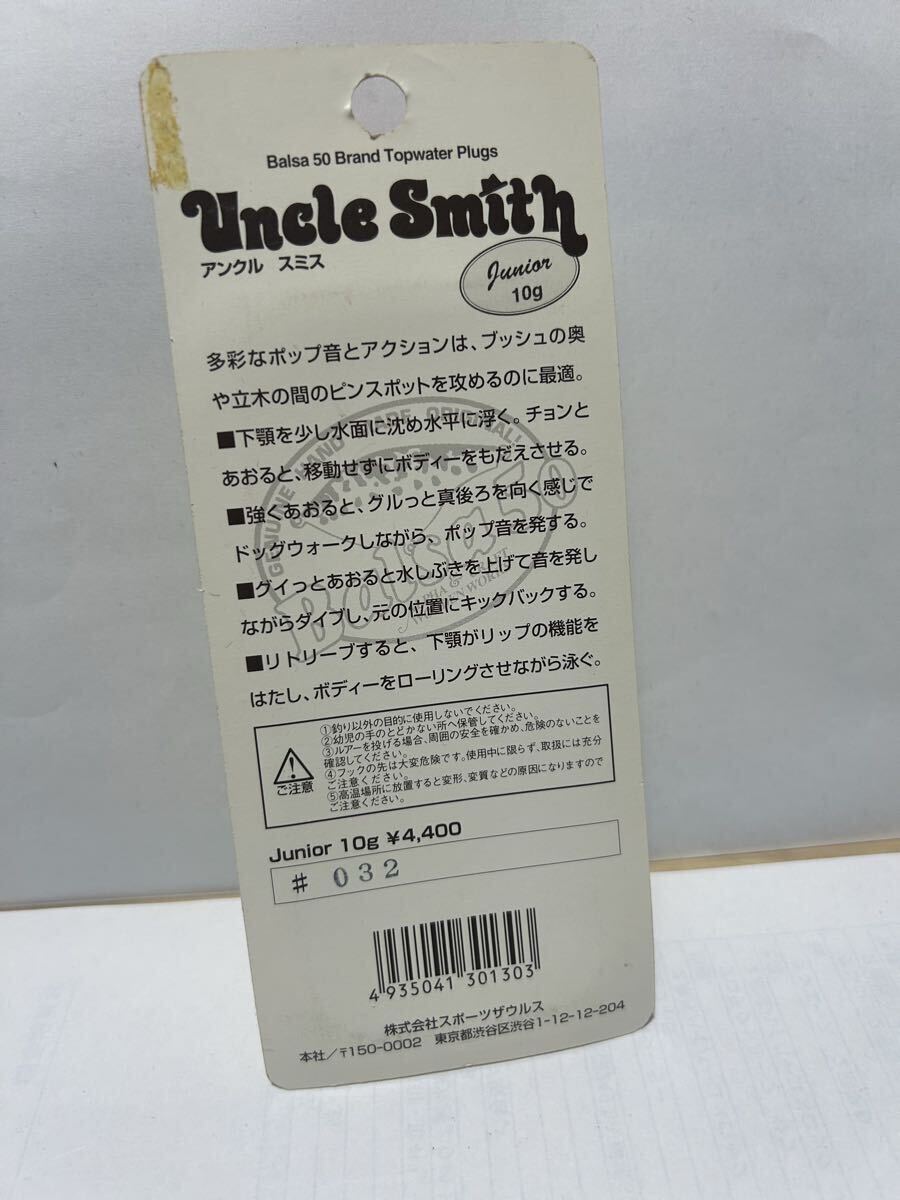 Balsa 50 Brand Topwater Plugs
Uncle Smith
アンクル スミス
Junior
10g
多彩なポップ音とアクションは、ブッシュの奥
や立木の間のピンスポットを攻めるのに最適。
■下顎を少し水面に沈め水平に浮く。チョンと
あおると、移動せずにボディーをもだえさせる。
■強くあおると、グルっと真後ろを向く感じで
ドッグウォークしながら、ポップ音を発する。
■グイっとあおると水しぶきを上げて音を発し
ながらダイブし、元の位置にキックバックする。
■リトリーブすると、下顎がリップの機能を
はたし、ボディーをローリングさせながら泳ぐ。
GENUINE HAND MADE ORIGINAL
Balsa50
ALPHA & CRAFT
WOODEN WORKS
ご注意
①釣り以外の目的に使用しないでください。
②幼児の手のとどかない所へ保管してください。
③ルアーを投げる場合、周囲の安全を確かめ、危険のないことを
確認してください。
④フックの先は大変危険です。使用中に限らず、取扱には充分
ご注意ください。
⑤高温場所に放置すると変形、変質などの原因になりますので
ご注意ください。
Junior 10g ¥4,400
# 032
4 935041 301303
株式会社スポーツザウルス
本社／〒150-0002 東京都渋谷区渋谷1-12-12-204